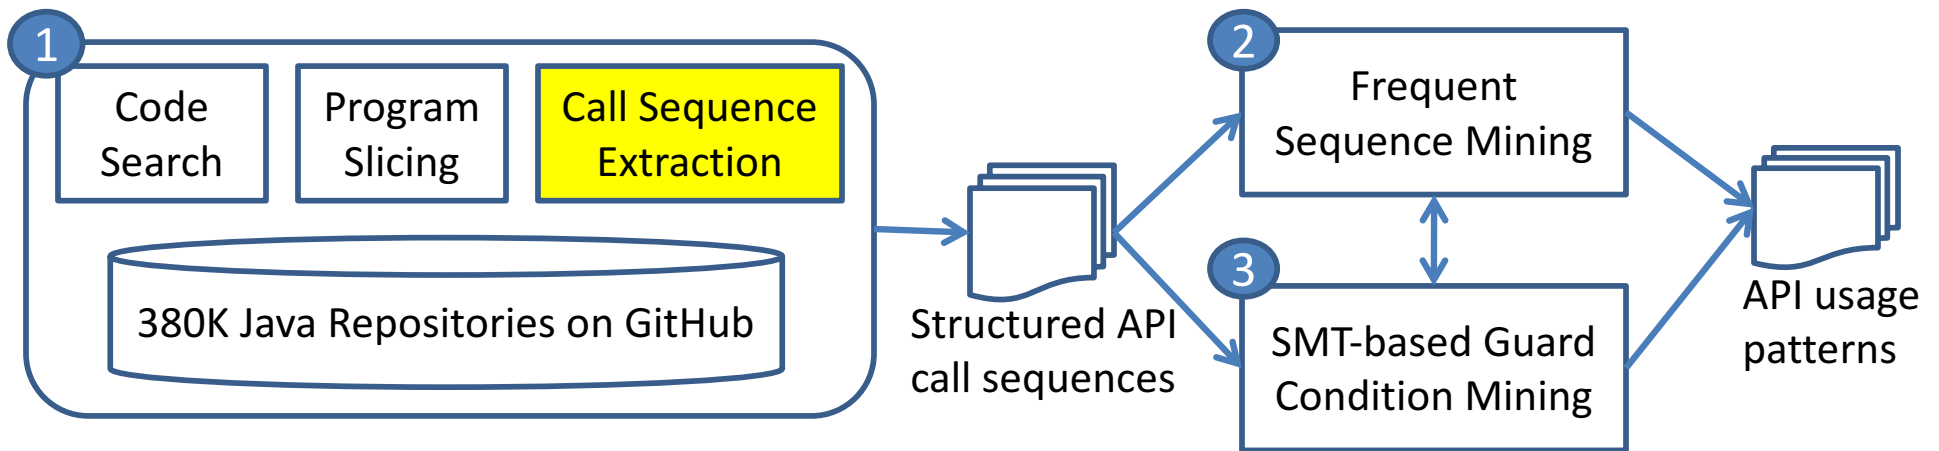 1
Code
Search
Program
Slicing
Call Sequence
Extraction
380K Java Repositories on GitHub
Structured API
call sequences
2
Frequent
Sequence Mining
3
SMT-based Guard
Condition Mining
API usage
patterns